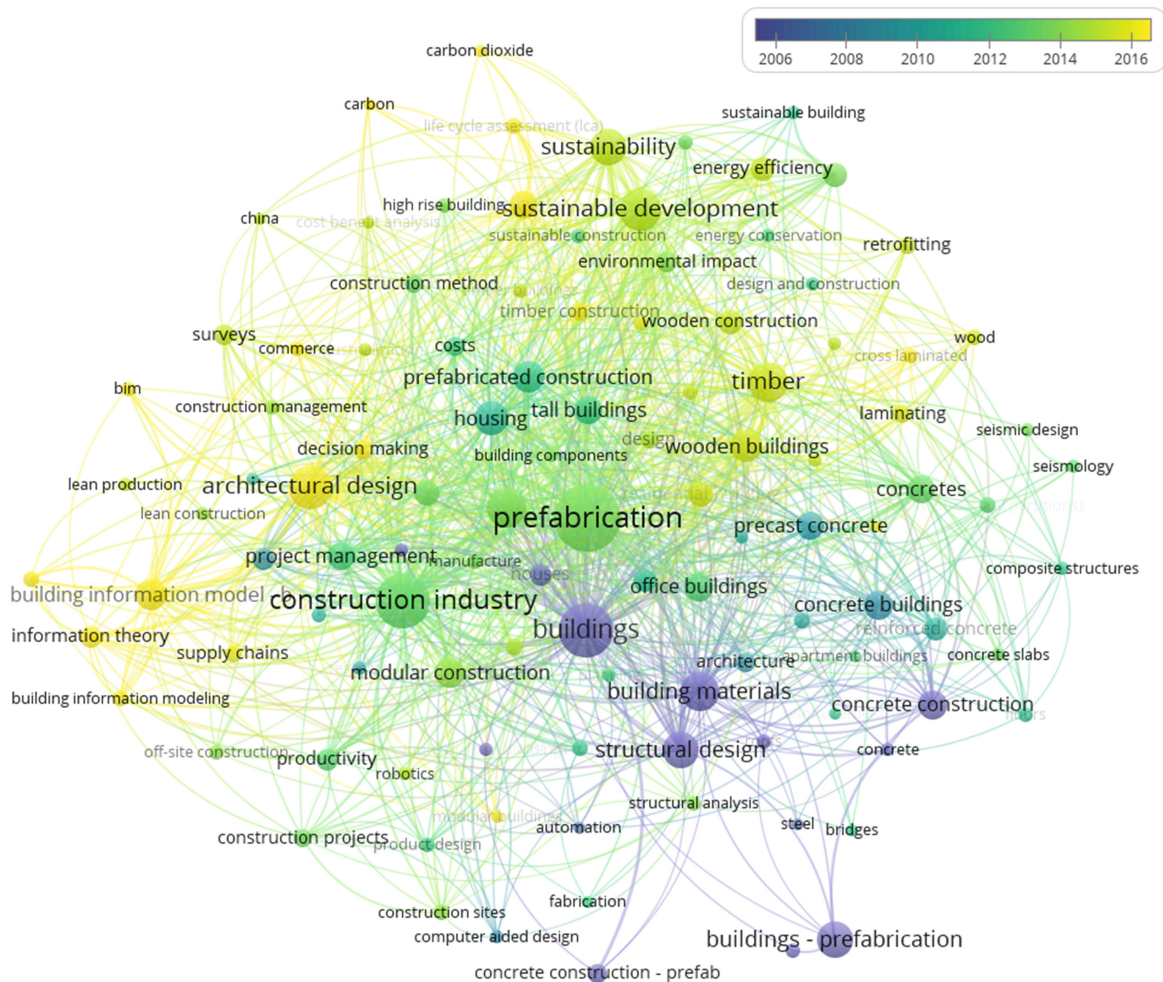 2006 2008 2010 2012 2014 2016
carbon dioxide
carbon
life cycle assessment (lca)
sustainable building
sustainability
energy efficiency
high rise building
sustainable development
china
cost benefit analysis
sustainable construction
energy conservation
retrofitting
environmental impact
construction method
design and construction
timber construction
wooden construction
surveys
commerce
costs
wood
cross laminated
prefabricated construction
timber
bim
construction management
housing
tall buildings
laminating
design
seismic design
decision making
building components
wooden buildings
seismology
lean production
architectural design
concretes
lean construction
prefabrication
precast concrete
project management
manufacture
houses
office buildings
composite structures
building information model
construction industry
concrete buildings
information theory
buildings
reinforced concrete
supply chains
architecture
apartment buildings
concrete slabs
modular construction
building materials
building information modeling
concrete construction
floors
off-site construction
productivity
structural design
concrete
robotics
structural analysis
modular buildings
automation
steel
bridges
construction projects
product design
fabrication
construction sites
computer aided design
buildings - prefabrication
concrete construction - prefab